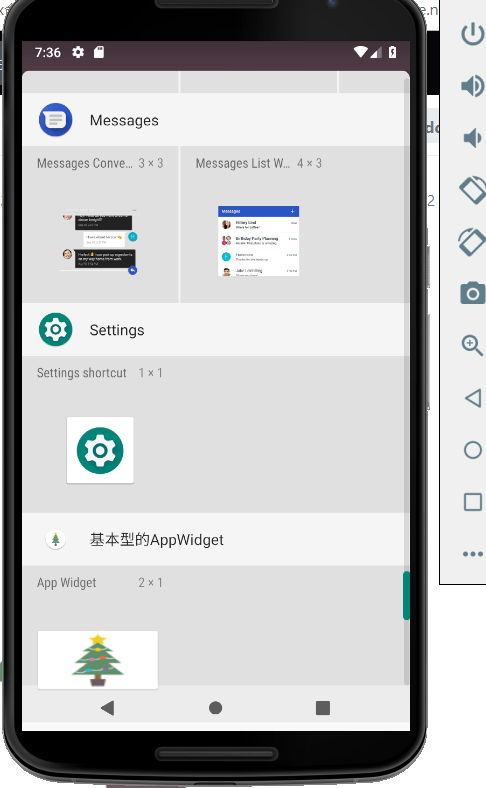 7:36
Messages
Messages Conve... 3 × 3
Messages List W... 4 × 3
Messages
Settings
Settings shortcut 1 × 1
基本型的AppWidget
App Widget 2 × 1